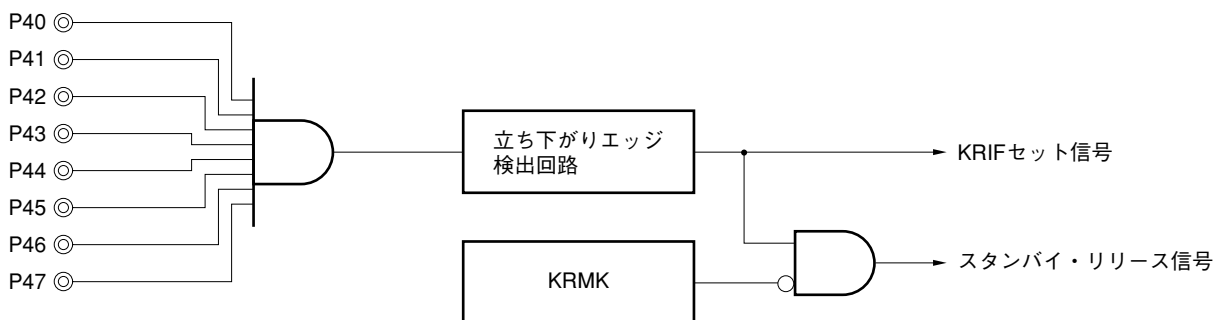 P40
P41
P42
P43
P44
P45
P46
P47
立ち下がりエッジ
検出回路
KRMK
KRIFセット信号
スタンバイ・リリース信号